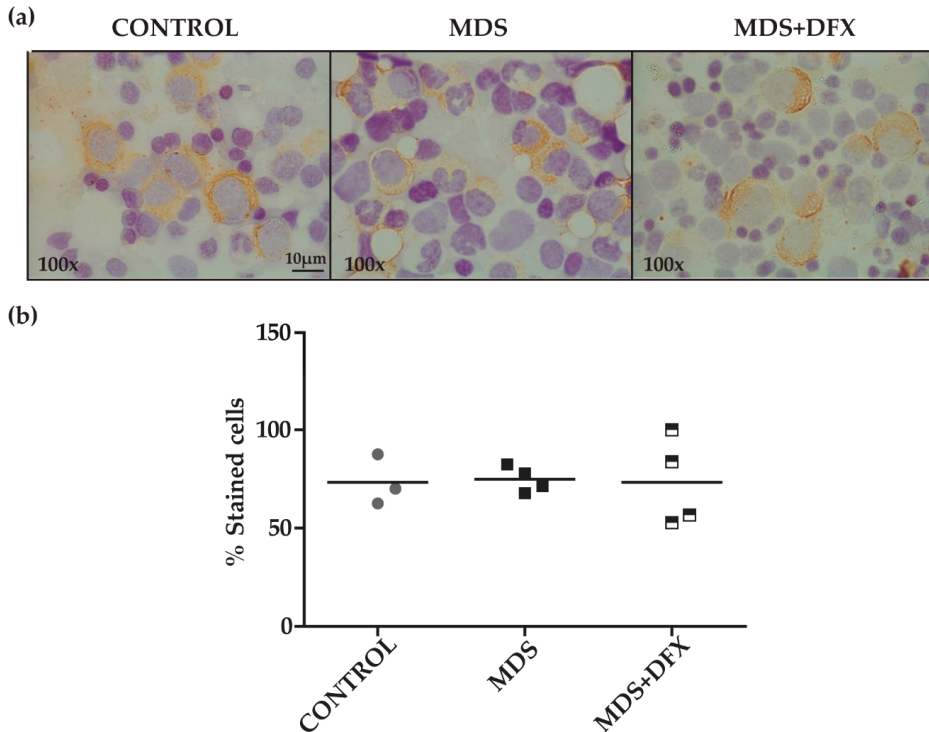 (a)
CONTROL MDS MDS+DFX
100x 10µm 100x 100x
(b)
150
100
50
0
% Stained cells
CONTROL MDS MDS+DFX